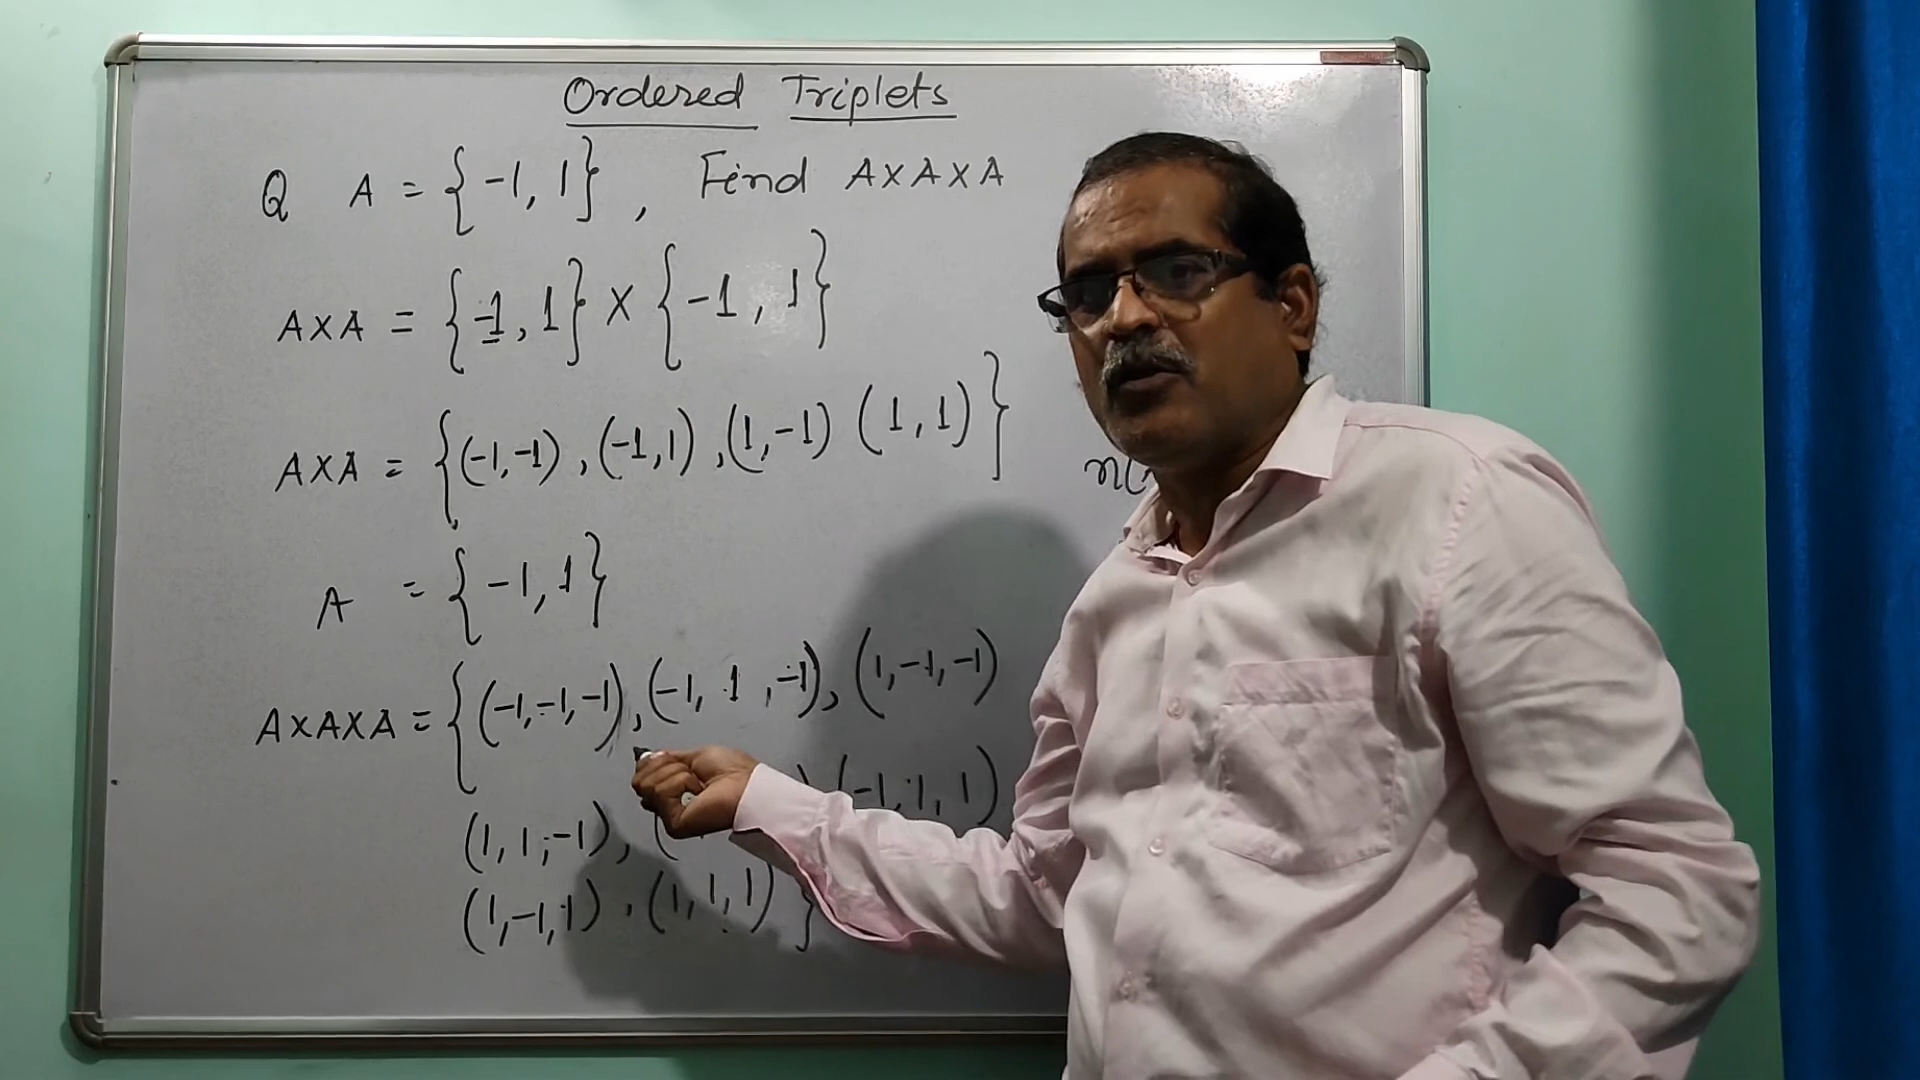 Ordered Triplets
Q A = {-1, 1}, Find A×A×A
A×A = {-1, 1} × {-1, 1}
A×A = {(-1,-1), (-1,1), (1,-1) (1,1)}
n(
A = {-1, 1}
A×A×A = {(-1,-1,-1), (-1, 1, -1), (1,-1,-1)
(1,1,-1), ( ) (-1,1,1)
(1,-1,1), (1,1,1)}